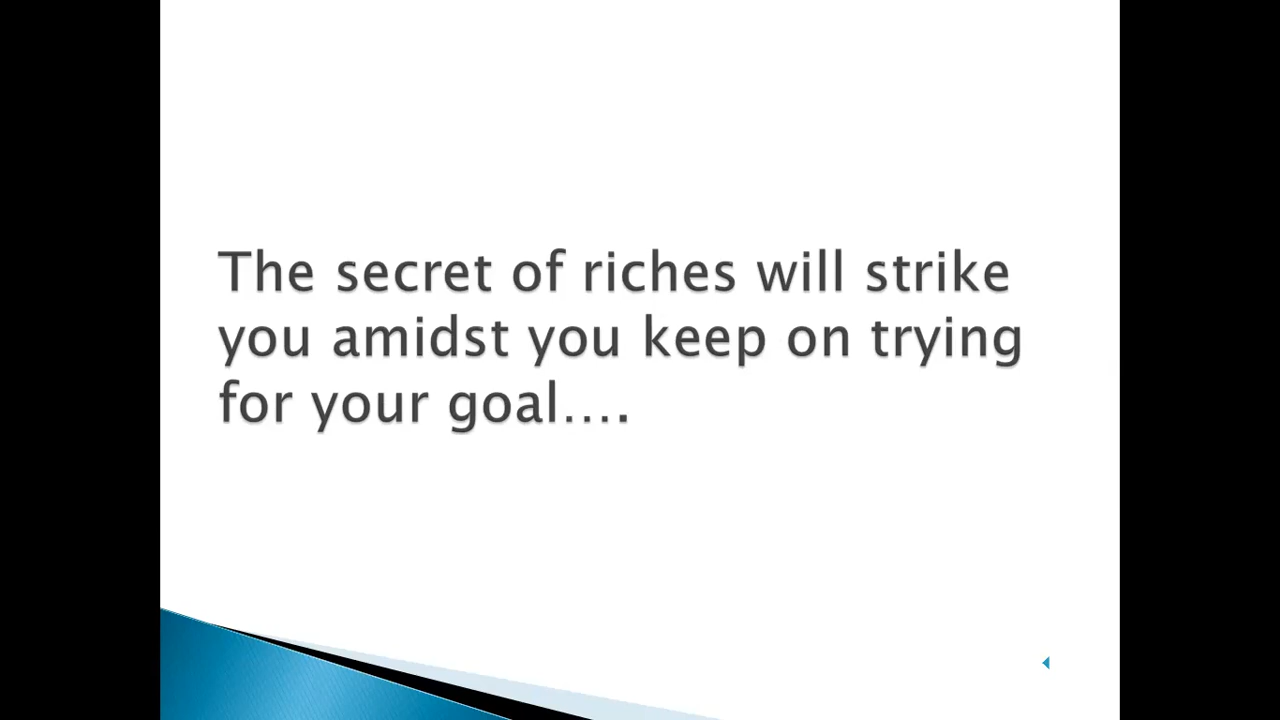 The secret of riches will strike
you amidst you keep on trying
for your goal….